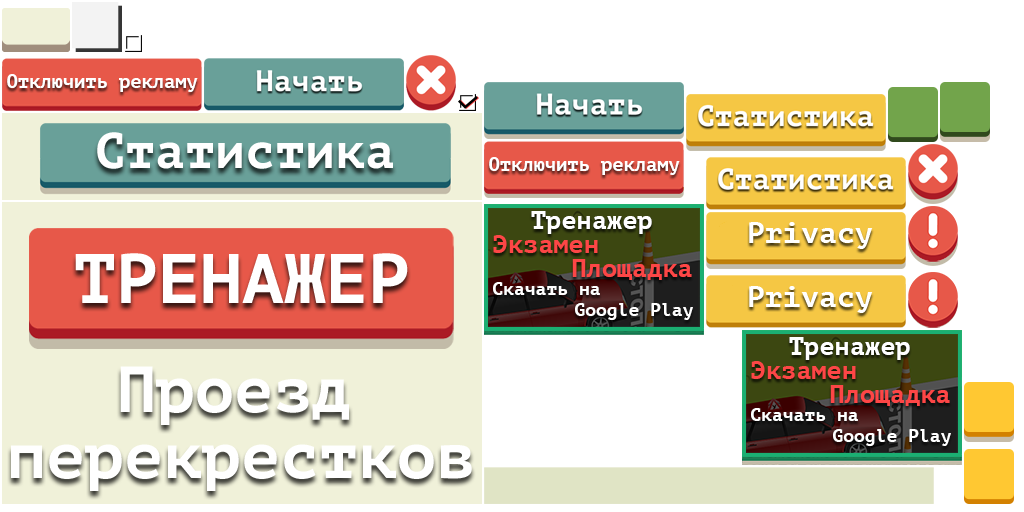 Отключить рекламу
Начать
Статистика
ТРЕНАЖЕР
Проезд
перекрестков
Начать
Статистика
Отключить рекламу
Статистика
Privacy
Privacy
Тренажер
Экзамен
Площадка
Скачать на
Google Play
СТОП
Тренажер
Экзамен
Площадка
Скачать на
Google Play